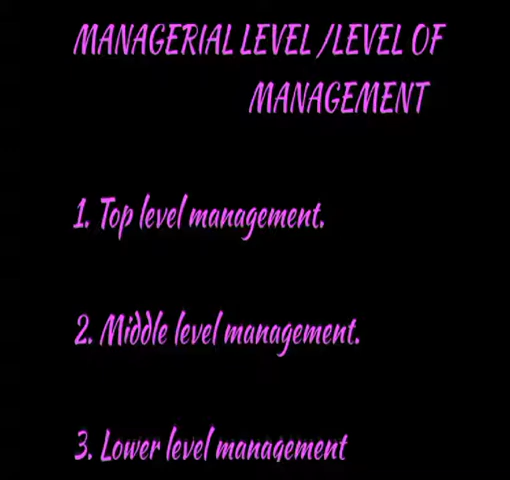 MANAGERIAL LEVEL /LEVEL OF
MANAGEMENT
1. Top level management.
2. Middle level management.
3. Lower level management